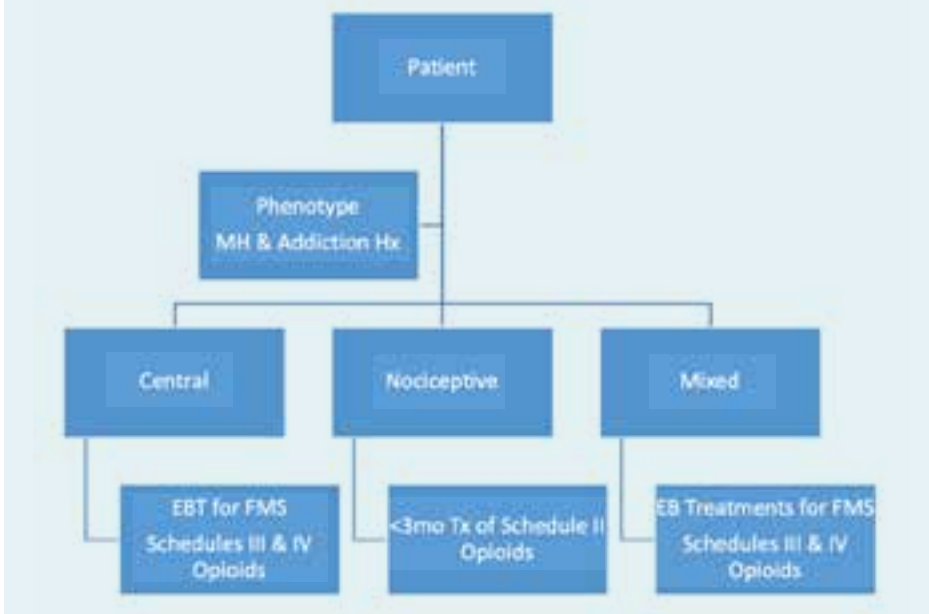 Patient
Phenotype
MH & Addiction Hx
Central
Nociceptive
Mixed
EBT for FMS
Schedules III & IV
Opioids
<3mo Tx of Schedule II
Opioids
EB Treatments for FMS
Schedules III & IV
Opioids